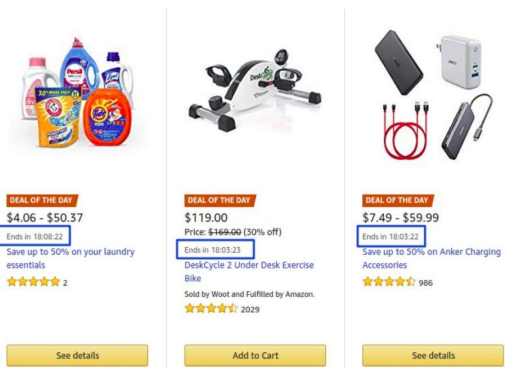 Persil
Tide
DeskCycle
ANKER
DEAL OF THE DAY
$4.06 - $50.37
Ends in 18:08:22
Save up to 50% on your laundry
essentials
2
See details
DEAL OF THE DAY
$119.00
Price: $169.00 (30% off)
Ends in 18:03:23
DeskCycle 2 Under Desk Exercise
Bike
Sold by Woot and Fulfilled by Amazon.
2029
Add to Cart
DEAL OF THE DAY
$7.49 - $59.99
Ends in 18:03:22
Save up to 50% on Anker Charging
Accessories
986
See details